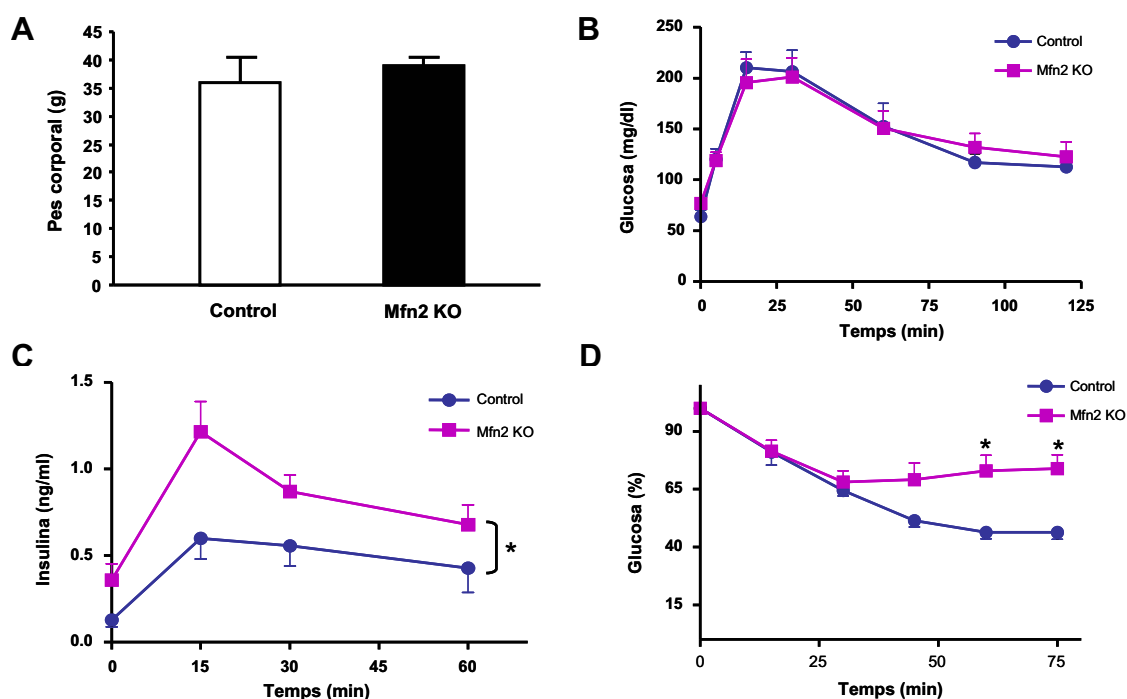 A
Pes corporal (g)
45
40
35
30
25
20
15
10
5
0
Control
Mfn2 KO
B
Glucosa (mg/dl)
250
200
150
100
50
0
0
25
50
75
100
125
Temps (min)
Control
Mfn2 KO
C
Insulina (ng/ml)
1.5
1.0
0.5
0.0
0
15
30
45
60
Temps (min)
Control
Mfn2 KO
*
D
Glucosa (%)
90
65
40
15
0
25
50
75
Temps (min)
Control
Mfn2 KO
*
*